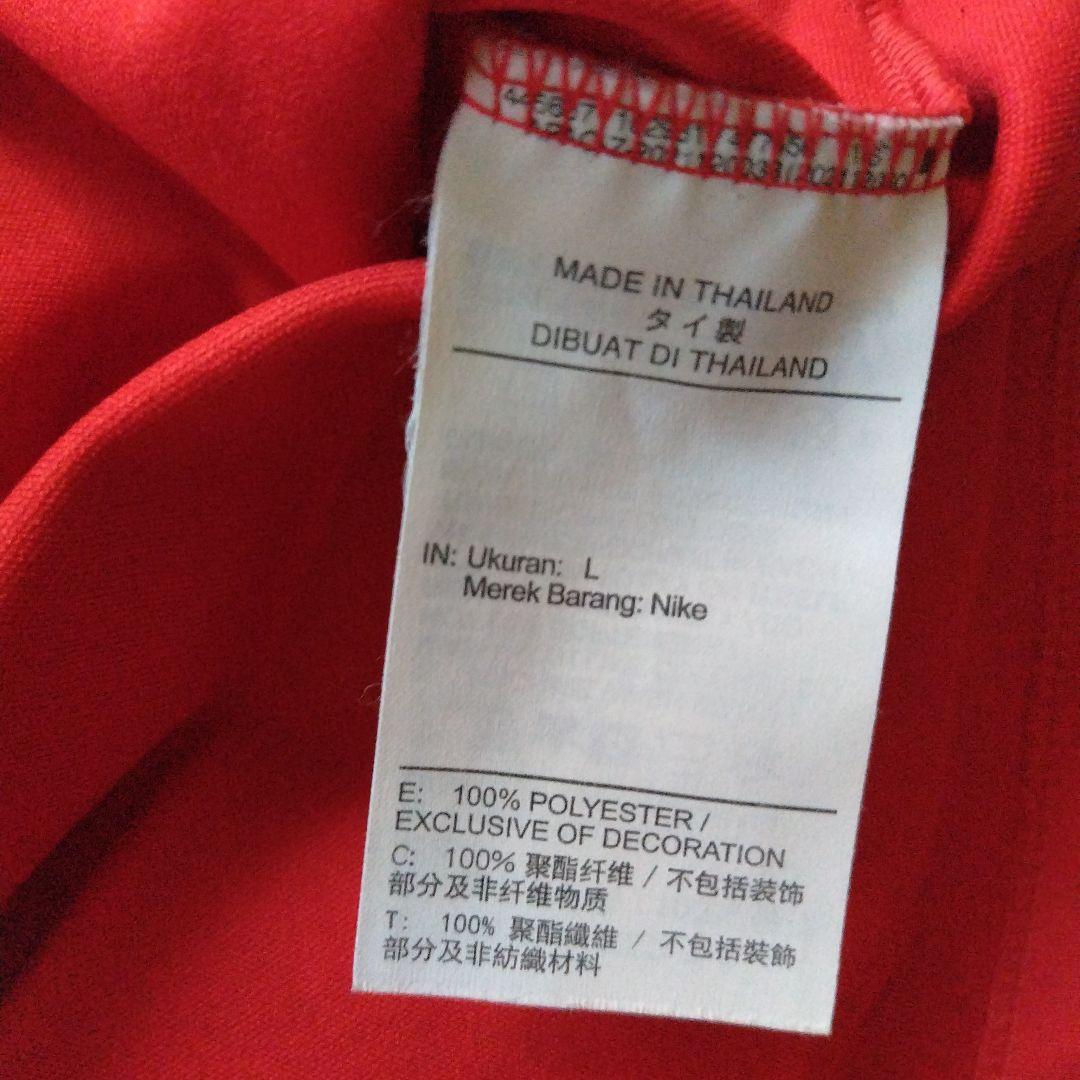 MADE IN THAILAND
タイ製
DIBUAT DI THAILAND
IN: Ukuran: L
Merek Barang: Nike
E: 100% POLYESTER /
EXCLUSIVE OF DECORATION
C: 100% 聚酯纤维 / 不包括装饰
部分及非纤维物质
T: 100% 聚酯纖維 / 不包括裝飾
部分及非紡織材料